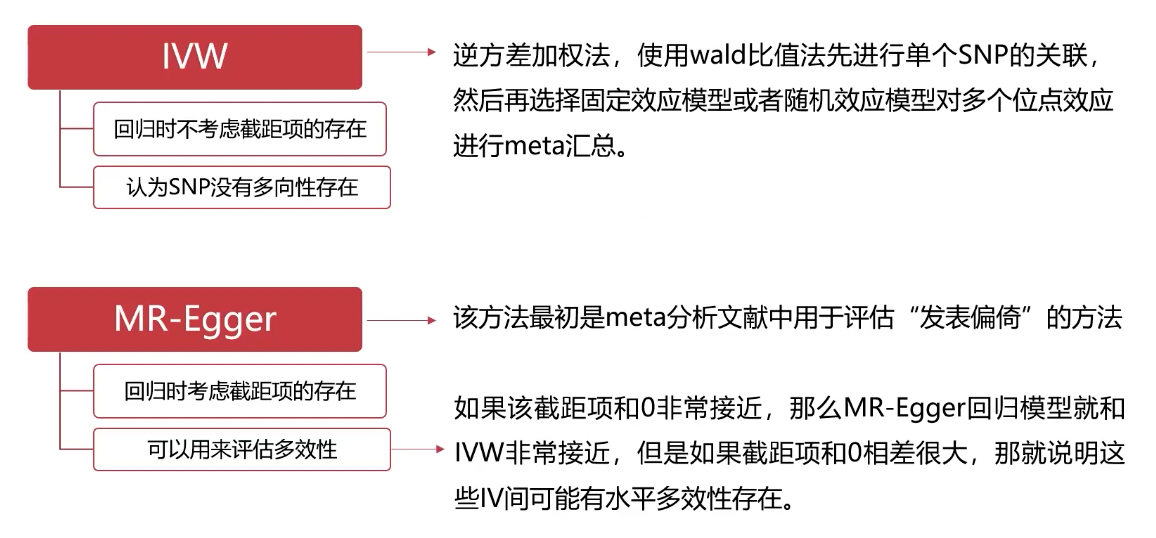 IVW
逆方差加权法，使用wald比值法先进行单个SNP的关联，
然后再选择固定效应模型或者随机效应模型对多个位点效应
进行meta汇总。
回归时不考虑截距项的存在
认为SNP没有多向性存在
MR-Egger
该方法最初是meta分析文献中用于评估“发表偏倚”的方法
回归时考虑截距项的存在
可以用来评估多效性
如果该截距项和0非常接近，那么MR-Egger回归模型就和
IVW非常接近，但是如果截距项和0相差很大，那就说明这
些IV间可能有水平多效性存在。